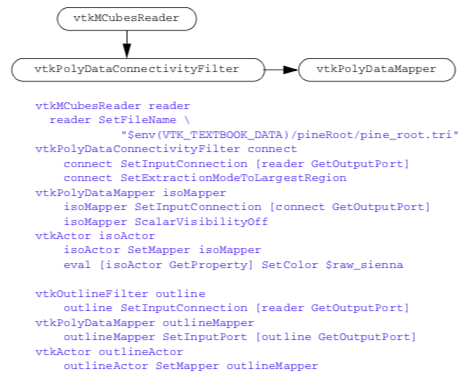 vtkMCubesReader
vtkPolyDataConnectivityFilter
vtkPolyDataMapper
vtkMCubesReader reader
reader SetFileName \
"$env(VTK_TEXTBOOK_DATA)/pineRoot/pine_root.tri"
vtkPolyDataConnectivityFilter connect
connect SetInputConnection [reader GetOutputPort]
connect SetExtractionModeToLargestRegion
vtkPolyDataMapper isoMapper
isoMapper SetInputConnection [connect GetOutputPort]
isoMapper ScalarVisibilityOff
vtkActor isoActor
isoActor SetMapper isoMapper
eval [isoActor GetProperty] SetColor $raw_sienna
vtkOutlineFilter outline
outline SetInputConnection [reader GetOutputPort]
vtkPolyDataMapper outlineMapper
outlineMapper SetInputPort [outline GetOutputPort]
vtkActor outlineActor
outlineActor SetMapper outlineMapper